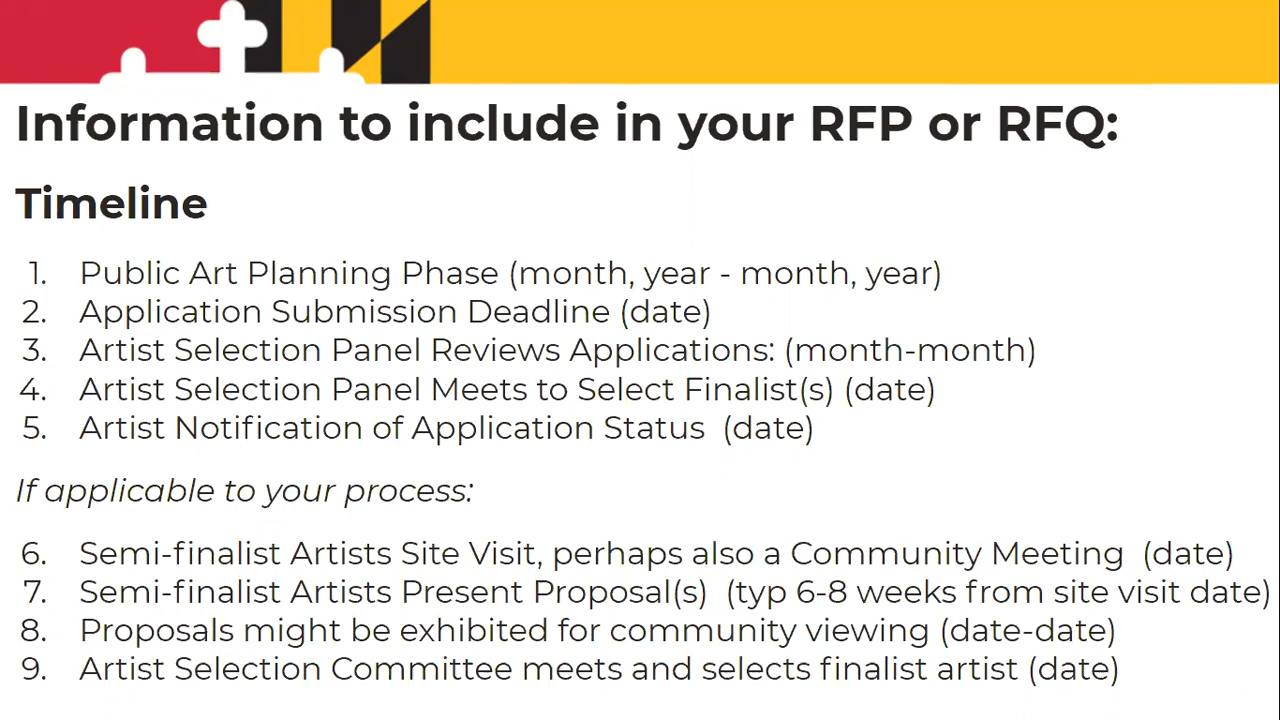 Information to include in your RFP or RFQ:
Timeline
1. Public Art Planning Phase (month, year - month, year)
2. Application Submission Deadline (date)
3. Artist Selection Panel Reviews Applications: (month-month)
4. Artist Selection Panel Meets to Select Finalist(s) (date)
5. Artist Notification of Application Status (date)
If applicable to your process:
6. Semi-finalist Artists Site Visit, perhaps also a Community Meeting (date)
7. Semi-finalist Artists Present Proposal(s) (typ 6-8 weeks from site visit date)
8. Proposals might be exhibited for community viewing (date-date)
9. Artist Selection Committee meets and selects finalist artist (date)